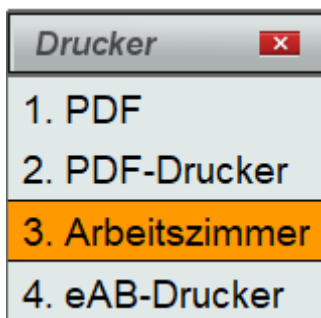 Drucker
1. PDF
2. PDF-Drucker
3. Arbeitszimmer
4. eAB-Drucker